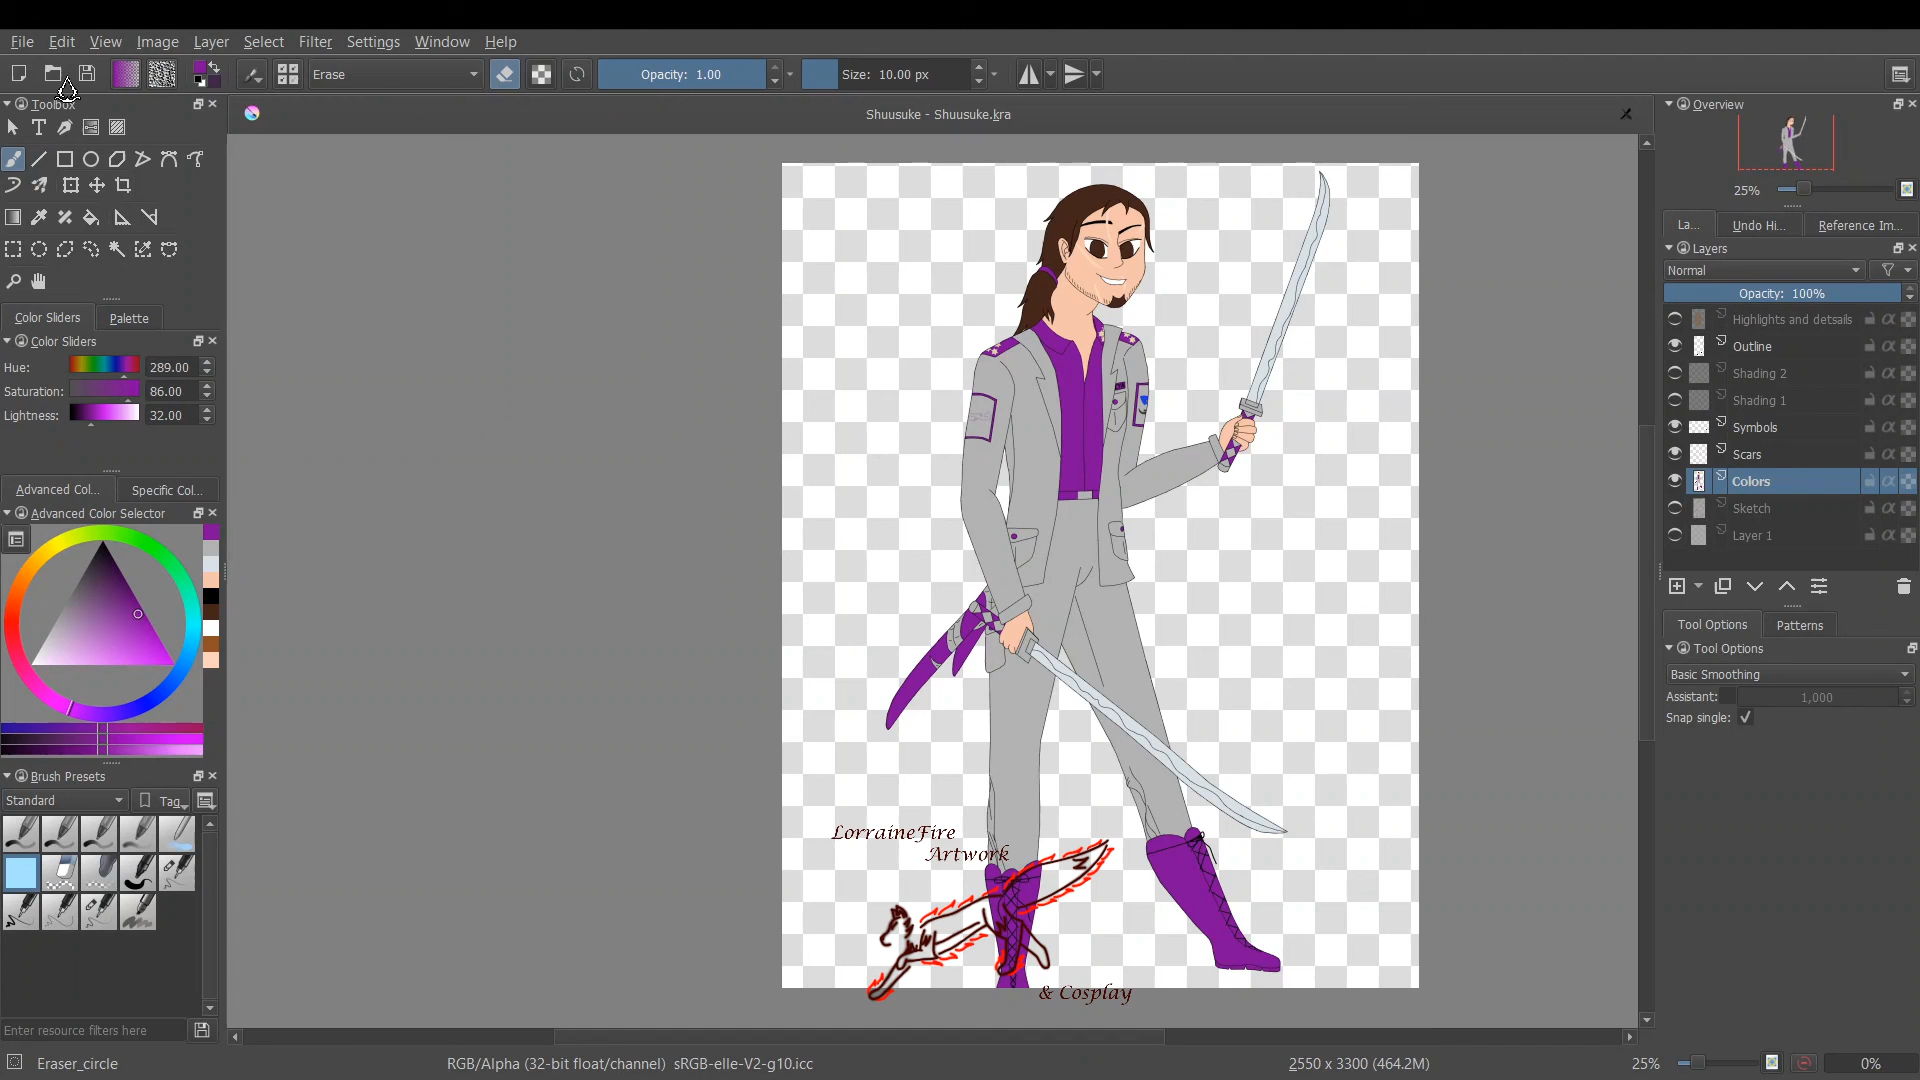 File Edit View Image Layer Select Filter Settings Window Help
Erase Opacity: 1.00 Size: 10.00 px
Toolbox
Shuusuke - Shuusuke.kra
Color Sliders Palette
Color Sliders
Hue: 289.00
Saturation: 86.00
Lightness: 32.00
Advanced Col... Specific Col...
Advanced Color Selector
Brush Presets
Standard Tag
Enter resource filters here
LorraineFire
Artwork
& Cosplay
Overview
25%
La... Undo Hi... Reference Im...
Layers
Normal
Opacity: 100%
Highlights and detsails
Outline
Shading 2
Shading 1
Symbols
Scars
Colors
Sketch
Layer 1
Tool Options Patterns
Tool Options
Basic Smoothing
Assistant: 1,000
Snap single:
Eraser_circle RGB/Alpha (32-bit float/channel) sRGB-elle-V2-g10.icc 2550 x 3300 (464.2M) 25% 0%